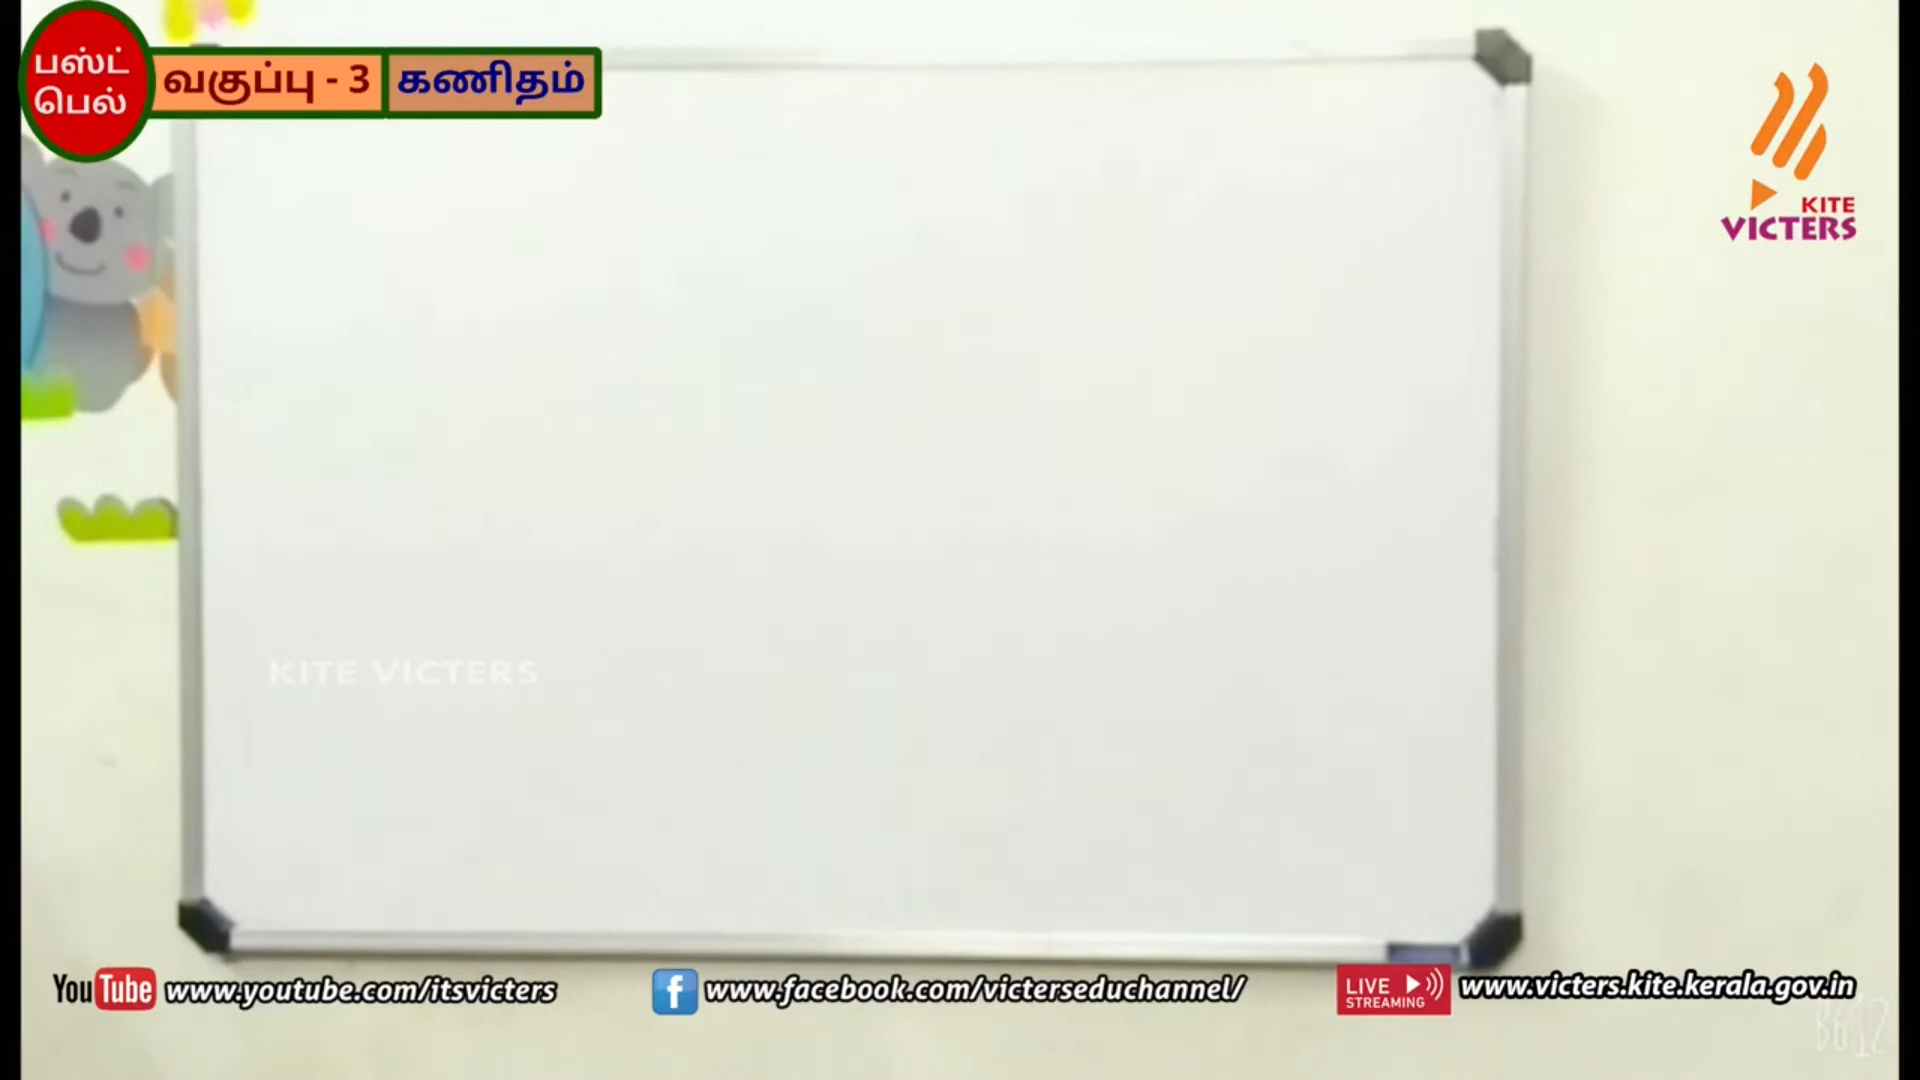 பஸ்ட்
பெல்
வகுப்பு - 3 கணிதம்
KITE
VICTERS
KITE VICTERS
YouTube www.youtube.com/itsvicters
f www.facebook.com/victerseduchannel/
LIVE STREAMING www.victers.kite.kerala.gov.in
B612